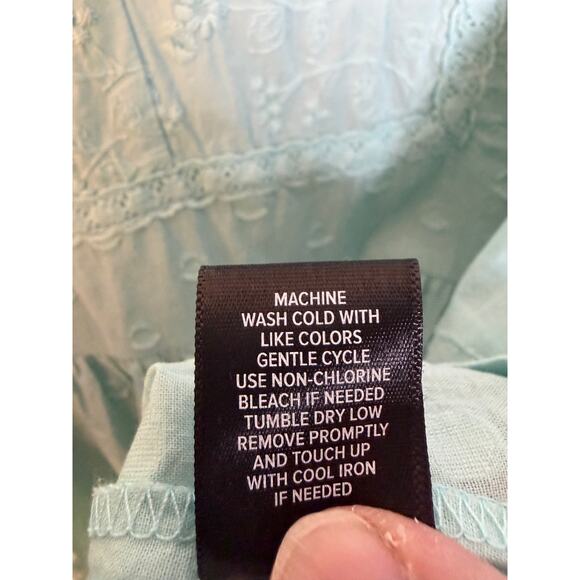 MACHINE
WASH COLD WITH
LIKE COLORS
GENTLE CYCLE
USE NON-CHLORINE
BLEACH IF NEEDED
TUMBLE DRY LOW
REMOVE PROMPTLY
AND TOUCH UP
WITH COOL IRON
IF NEEDED